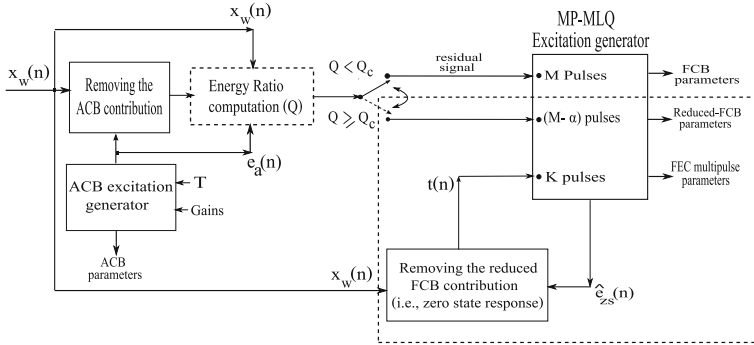 x_w(n)
MP-MLQ
Excitation generator
x_w(n)
Removing the
ACB contribution
Energy Ratio
computation (Q)
Q < Q_c
residual
signal
M Pulses
FCB
parameters
Q ⩾ Q_c
(M- α) pulses
Reduced-FCB
parameters
e_a(n)
ACB excitation
generator
T
Gains
t(n)
K pulses
FEC multipulse
parameters
ACB
parameters
x_w(n)
Removing the reduced
FCB contribution
(i.e., zero state response)
ê_zs(n)